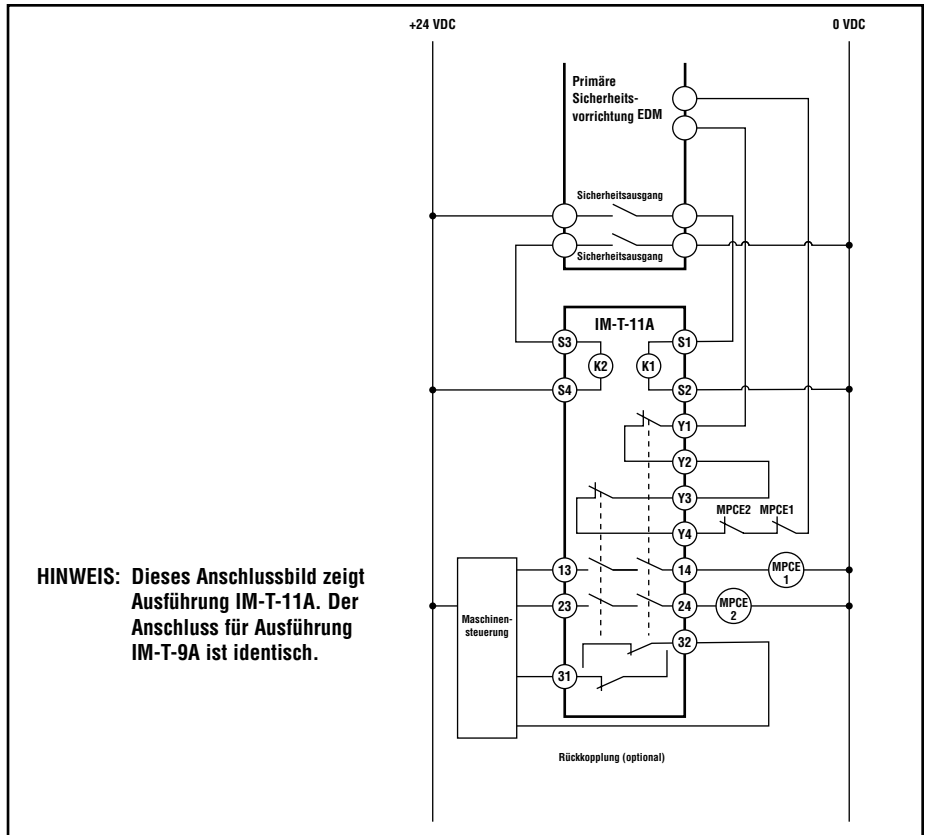 +24 VDC
0 VDC
Primäre
Sicherheits-
vorrichtung EDM
Sicherheitsausgang
Sicherheitsausgang
IM-T-11A
S3
S1
K2
K1
S4
S2
Y1
Y2
Y3
MPCE2
MPCE1
Y4
13
14
MPCE
1
23
24
MPCE
2
Maschinen-
steuerung
32
31
HINWEIS: Dieses Anschlussbild zeigt
Ausführung IM-T-11A. Der
Anschluss für Ausführung
IM-T-9A ist identisch.
Rückkopplung (optional)